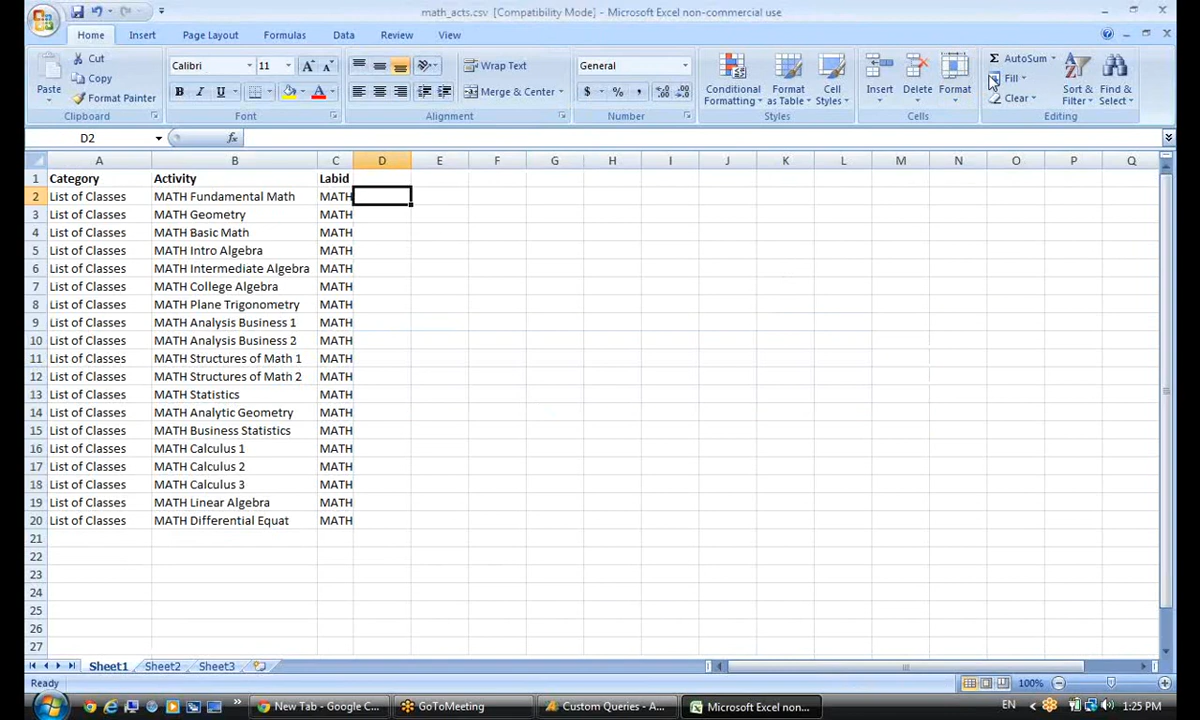 math_acts.csv [Compatibility Mode] - Microsoft Excel non-commercial use
Home Insert Page Layout Formulas Data Review View
Paste
Cut
Copy
Format Painter
Clipboard
Calibri 11
B I U
Font
Wrap Text
Merge & Center
Alignment
General
$ % ,
Number
Conditional Formatting
Format as Table
Cell Styles
Styles
Insert Delete Format
Cells
Σ AutoSum
Fill
Clear
Sort & Filter
Find & Select
Editing
D2 fx
A B C D E F G H I J K L M N O P Q
1 Category Activity Labid
2 List of Classes MATH Fundamental Math MATH
3 List of Classes MATH Geometry MATH
4 List of Classes MATH Basic Math MATH
5 List of Classes MATH Intro Algebra MATH
6 List of Classes MATH Intermediate Algebra MATH
7 List of Classes MATH College Algebra MATH
8 List of Classes MATH Plane Trigonometry MATH
9 List of Classes MATH Analysis Business 1 MATH
10 List of Classes MATH Analysis Business 2 MATH
11 List of Classes MATH Structures of Math 1 MATH
12 List of Classes MATH Structures of Math 2 MATH
13 List of Classes MATH Statistics MATH
14 List of Classes MATH Analytic Geometry MATH
15 List of Classes MATH Business Statistics MATH
16 List of Classes MATH Calculus 1 MATH
17 List of Classes MATH Calculus 2 MATH
18 List of Classes MATH Calculus 3 MATH
19 List of Classes MATH Linear Algebra MATH
20 List of Classes MATH Differential Equat MATH
21
22
23
24
25
26
27
Sheet1 Sheet2 Sheet3
Ready 100%
New Tab - Google C... GoToMeeting Custom Queries - A... Microsoft Excel non... EN 1:25 PM